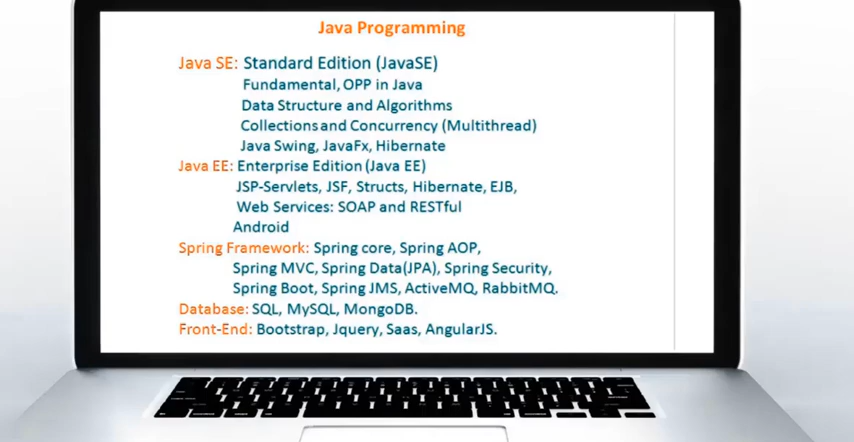 Java Programming
Java SE: Standard Edition (JavaSE)
Fundamental, OPP in Java
Data Structure and Algorithms
Collections and Concurrency (Multithread)
Java Swing, JavaFx, Hibernate
Java EE: Enterprise Edition (Java EE)
JSP-Servlets, JSF, Structs, Hibernate, EJB,
Web Services: SOAP and RESTful
Android
Spring Framework: Spring core, Spring AOP,
Spring MVC, Spring Data(JPA), Spring Security,
Spring Boot, Spring JMS, ActiveMQ, RabbitMQ.
Database: SQL, MySQL, MongoDB.
Front-End: Bootstrap, Jquery, Saas, AngularJS.